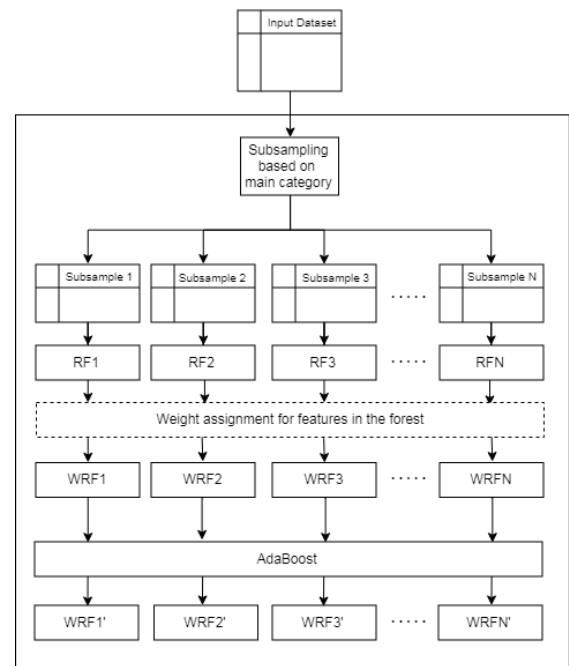 Input Dataset
Subsampling
based on
main category
Subsample 1
Subsample 2
Subsample 3
.....
Subsample N
RF1
RF2
RF3
.....
RFN
Weight assignment for features in the forest
WRF1
WRF2
WRF3
.....
WRFN
AdaBoost
WRF1'
WRF2'
WRF3'
.....
WRFN'